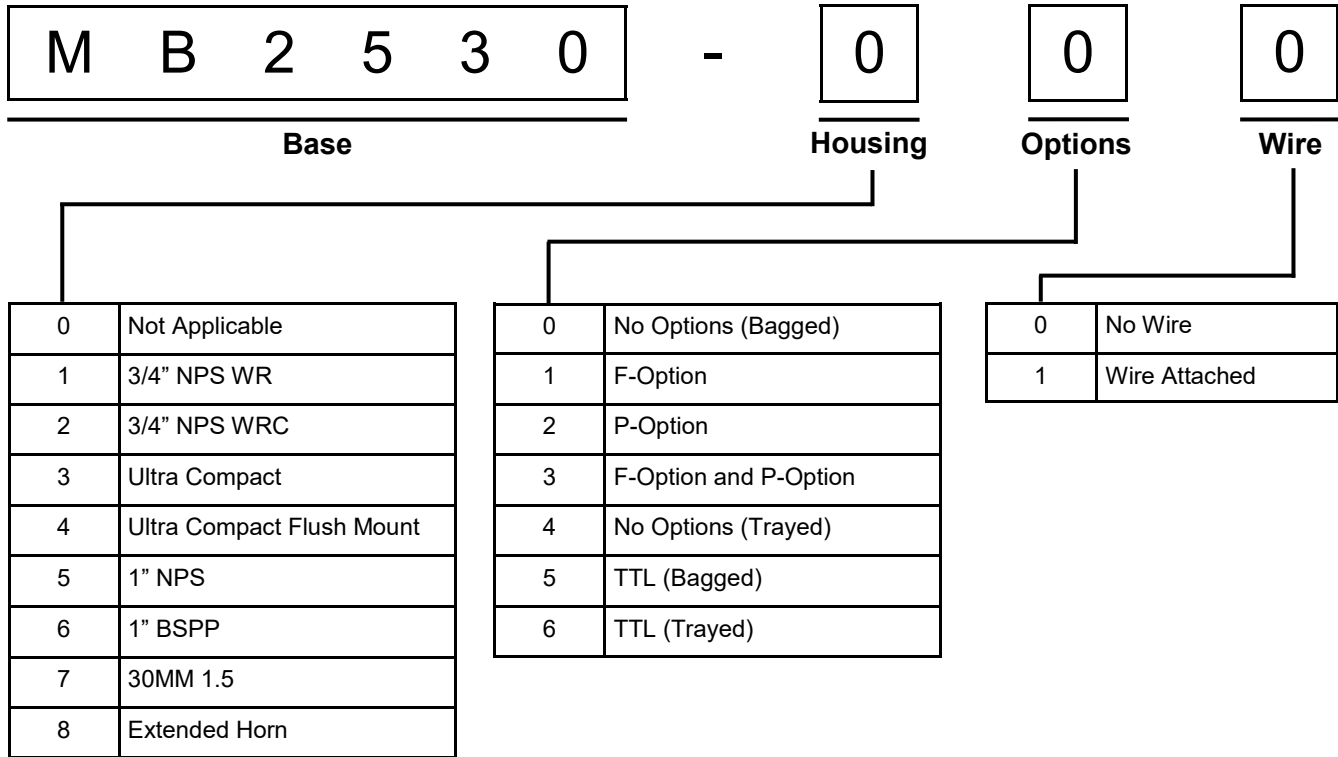 M B 2 5 3 0 - 0 0 0
Base Housing Options Wire
0 Not Applicable
1 3/4” NPS WR
2 3/4” NPS WRC
3 Ultra Compact
4 Ultra Compact Flush Mount
5 1” NPS
6 1” BSPP
7 30MM 1.5
8 Extended Horn
0 No Options (Bagged)
1 F-Option
2 P-Option
3 F-Option and P-Option
4 No Options (Trayed)
5 TTL (Bagged)
6 TTL (Trayed)
0 No Wire
1 Wire Attached